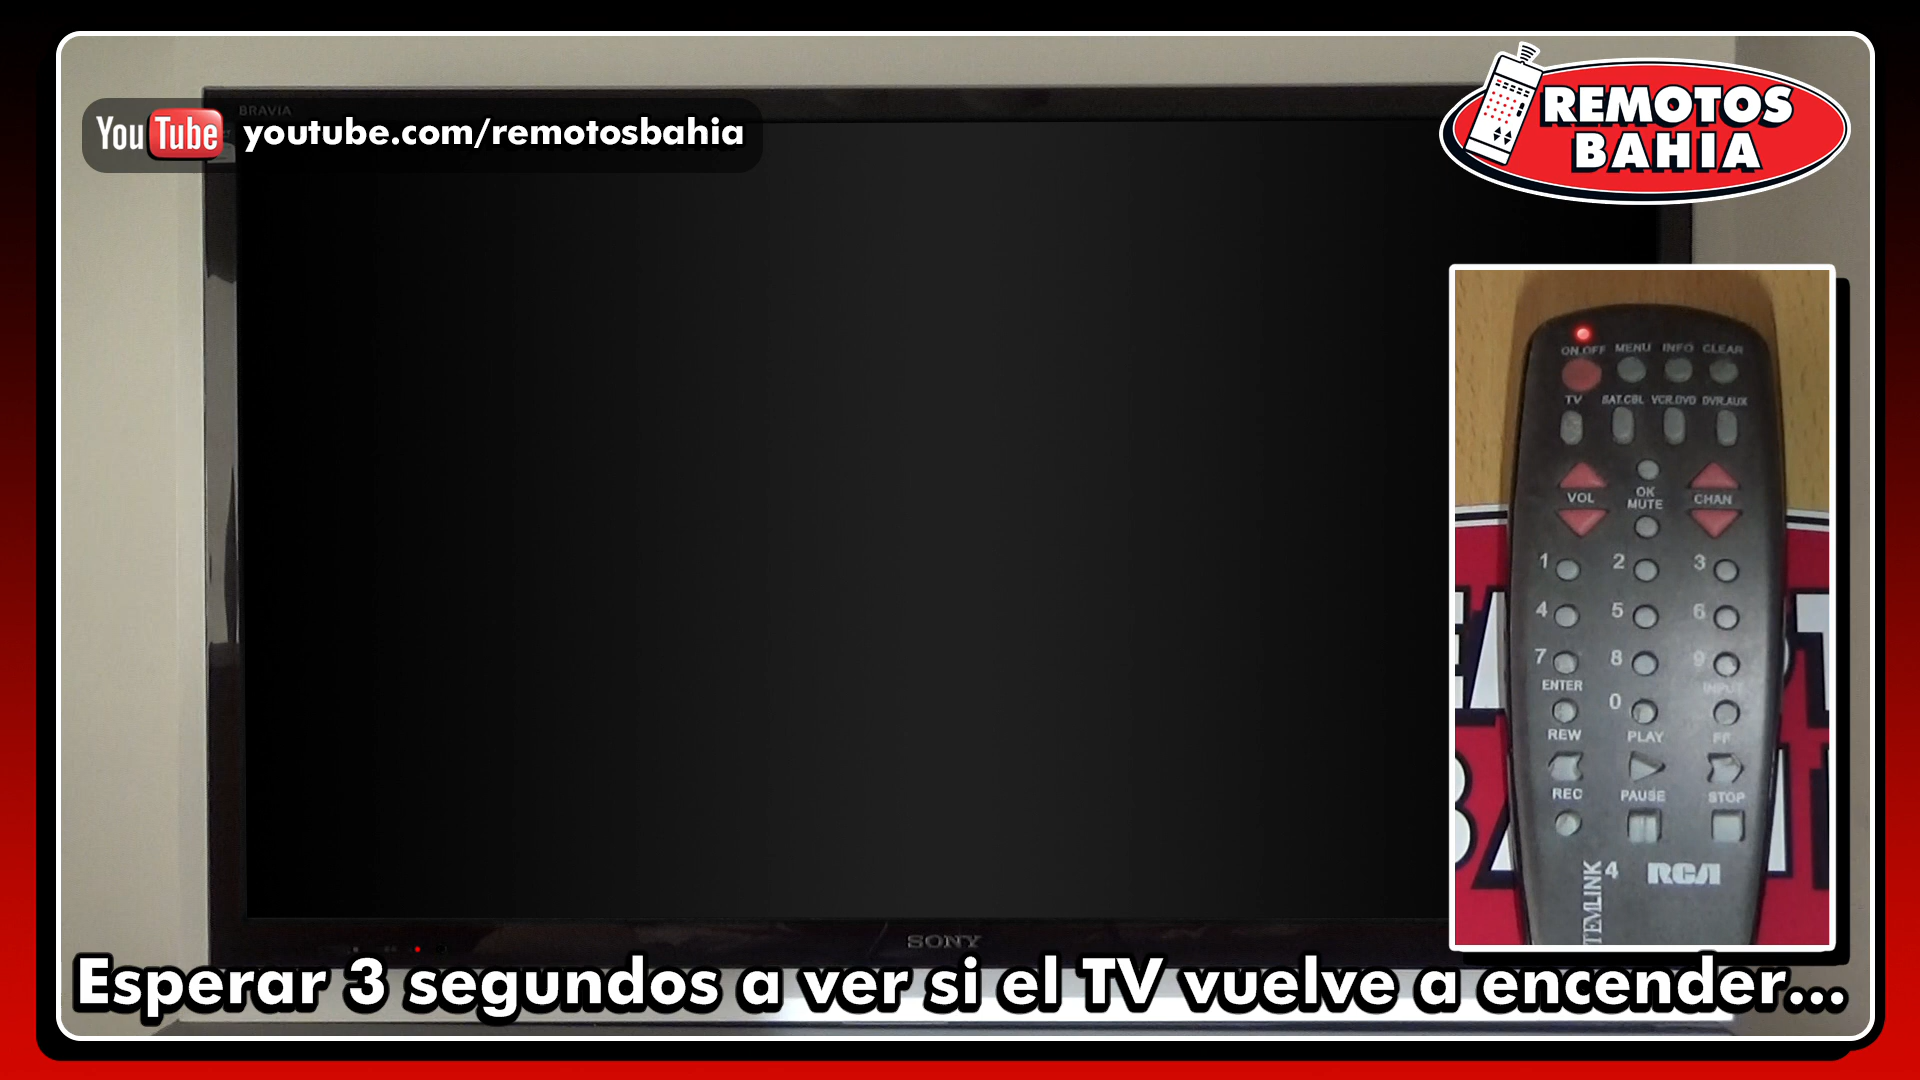 BRAVIA
YouTube youtube.com/remotosbahia
REMOTOS
BAHIA
ON.OFF MENU INFO CLEAR
TV SAT.CBL VCR.DVD DVR.AUX
VOL OK MUTE CHAN
1 2 3
4 5 6
7 8 9
ENTER 0 INPUT
REW PLAY FF
REC PAUSE STOP
TEMLINK 4 RCA
SONY
Esperar 3 segundos a ver si el TV vuelve a encender...